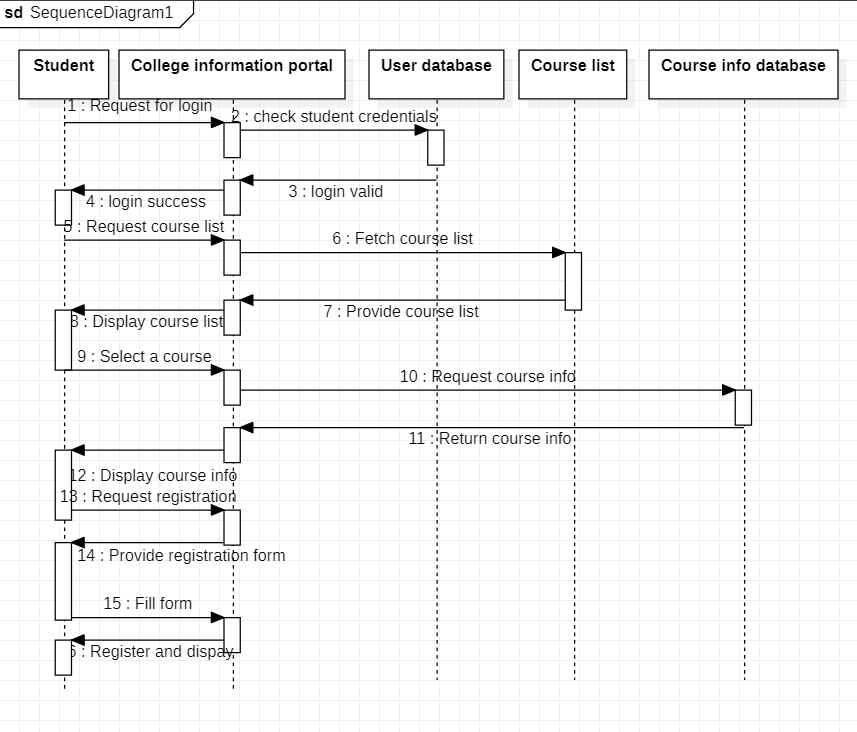 sd SequenceDiagram1
Student
College information portal
User database
Course list
Course info database
1 : Request for login
2 : check student credentials
3 : login valid
4 : login success
5 : Request course list
6 : Fetch course list
7 : Provide course list
8 : Display course list
9 : Select a course
10 : Request course info
11 : Return course info
12 : Display course info
13 : Request registration
14 : Provide registration form
15 : Fill form
6 : Register and dispay